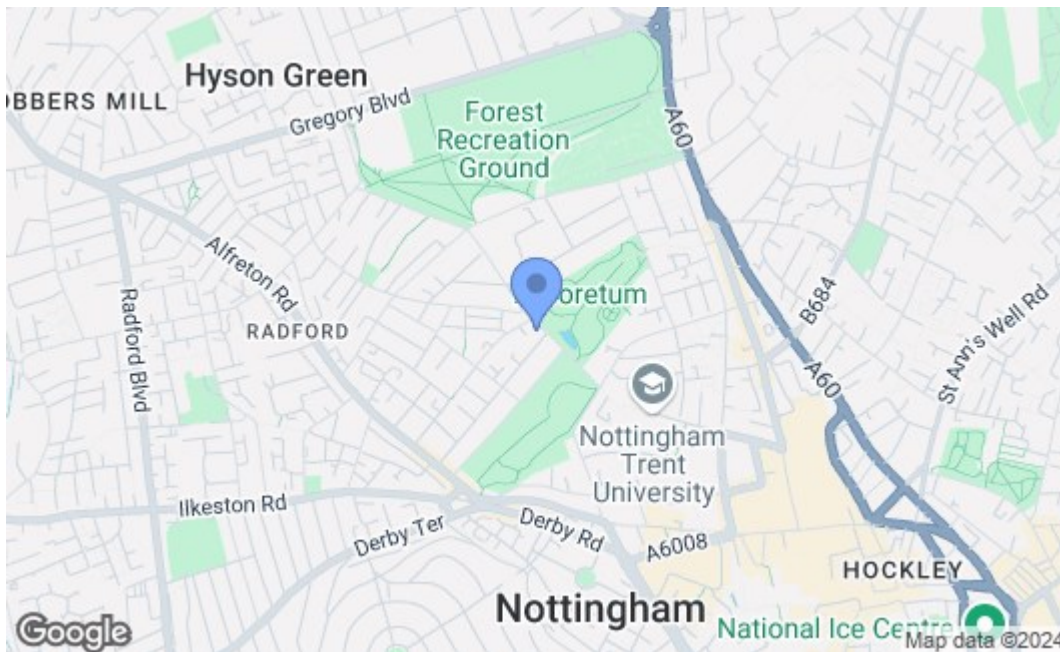 Hyson Green
OBBERS MILL
Gregory Blvd
Forest
Recreation
Ground
A60
Alfreton Rd
Radford Blvd
RADFORD
oretum
B684
St Ann's Well Rd
A60
Nottingham
Trent
University
Ilkeston Rd
Derby Ter
Derby Rd
A6008
HOCKLEY
Nottingham
National Ice Centre
Google
Map data ©2024